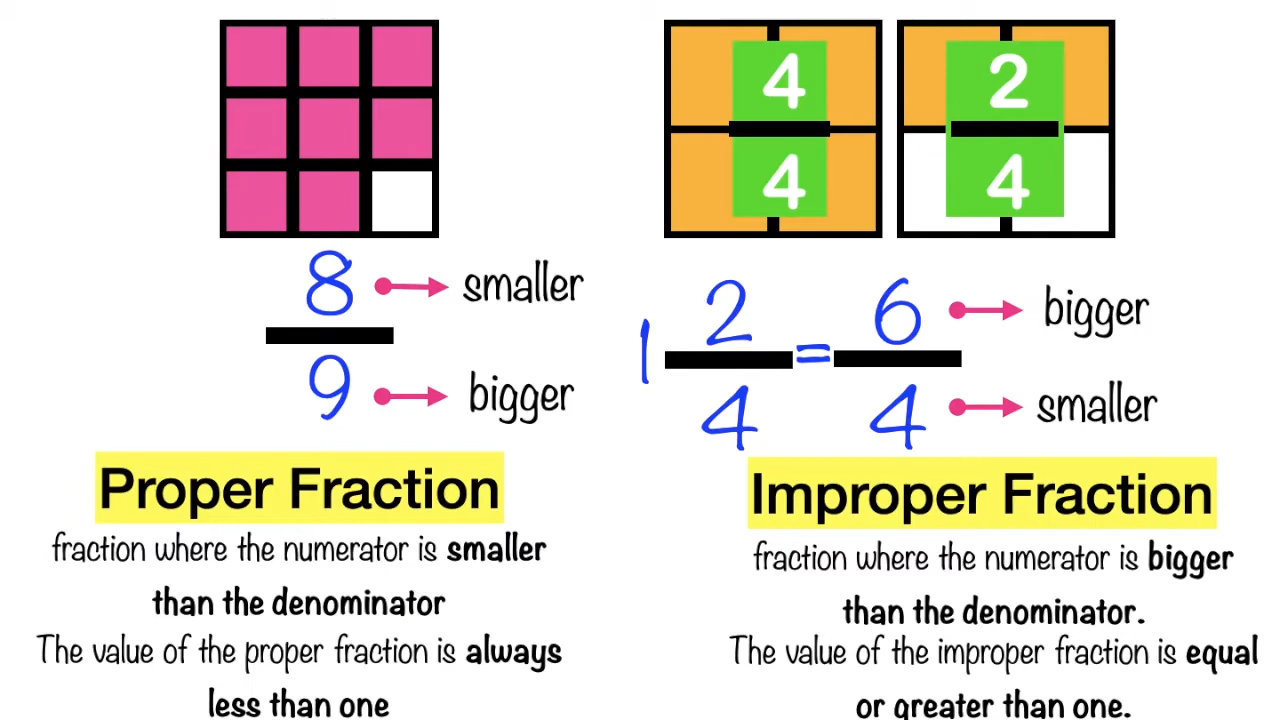 4
4
2
4
8 smaller
9 bigger
1 2/4 = 6/4
bigger
smaller
Proper Fraction
fraction where the numerator is smaller
than the denominator
The value of the proper fraction is always
less than one
Improper Fraction
fraction where the numerator is bigger
than the denominator.
The value of the improper fraction is equal
or greater than one.